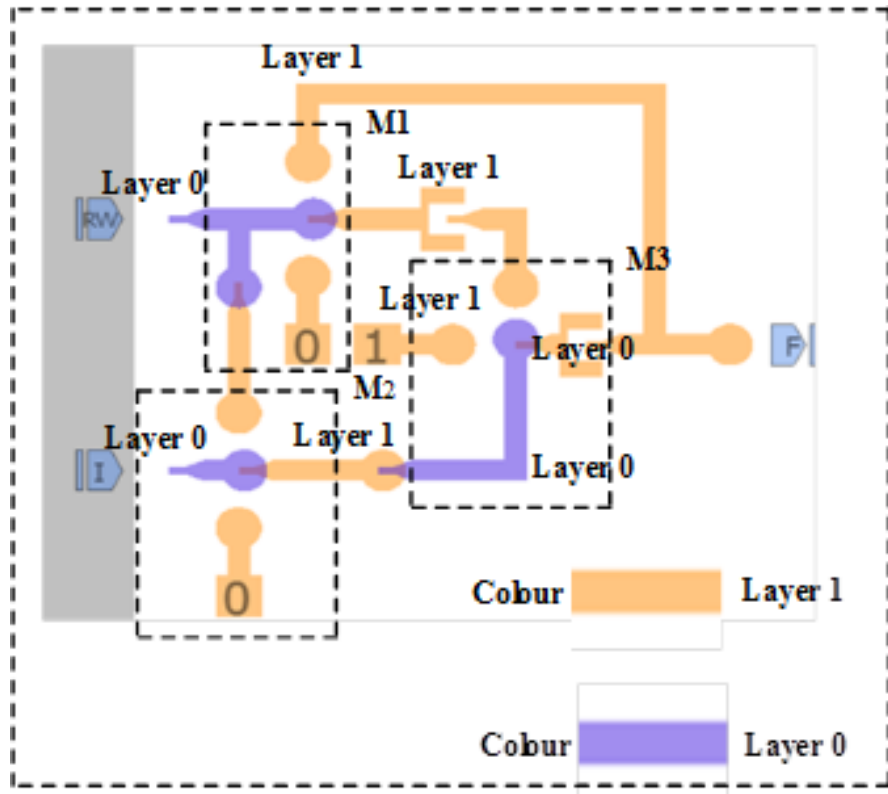 Layer 1
M1
Layer 0
Layer 1
RW
M3
Layer 1
0
1
Layer 0
F
M2
Layer 0
Layer 1
I
Layer 0
0
Colour
Layer 1
Colour
Layer 0